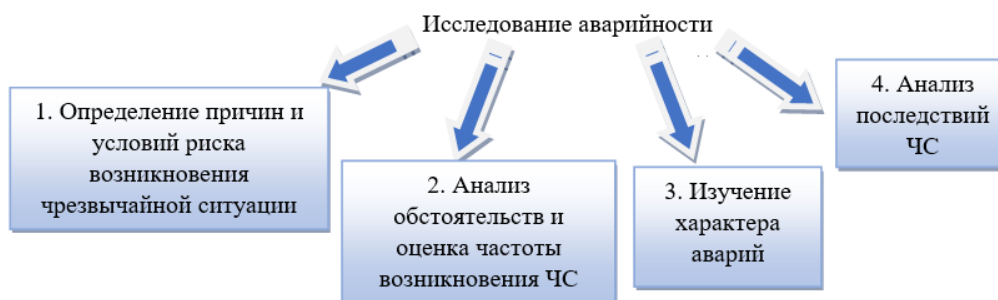 Исследование аварийности
1. Определение причин и
условий риска
возникновения
чрезвычайной ситуации
2. Анализ
обстоятельств и
оценка частоты
возникновения ЧС
3. Изучение
характера
аварий
4. Анализ
последствий
ЧС